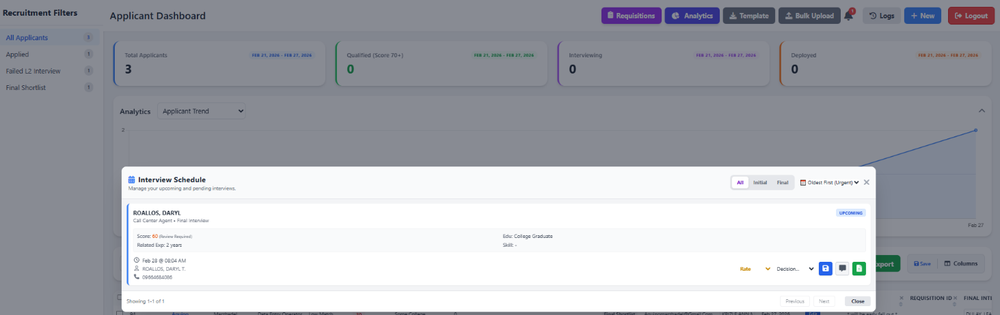 Recruitment Filters
Applicant Dashboard
Requisitions
Analytics
Template
Bulk Upload
1
Logs
+ New
Logout
All Applicants 3
Applied 1
Failed L2 Interview 1
Final Shortlist 1
Total Applicants FEB 21, 2026 - FEB 27, 2026
3
Qualified (Score 70+) FEB 21, 2026 - FEB 27, 2026
0
Interviewing FEB 21, 2026 - FEB 27, 2026
0
Deployed FEB 21, 2026 - FEB 27, 2026
0
Analytics Applicant Trend
2
Interview Schedule
Manage your upcoming and pending interviews.
All Initial Final Oldest First (Urgent)
ROALLOS, DARYL
UPCOMING
Call Center Agent • Final Interview
Score: 60 (Review Required)
Edu: College Graduate
Related Exp: 2 years
Skill: -
Feb 28 @ 08:04 AM
ROALLOS, DARYL T.
09664684086
Rate Decision...
Showing 1-1 of 1
Previous Next Close
Feb 27
xport Save Columns
REQUISITION ID FINAL INTE